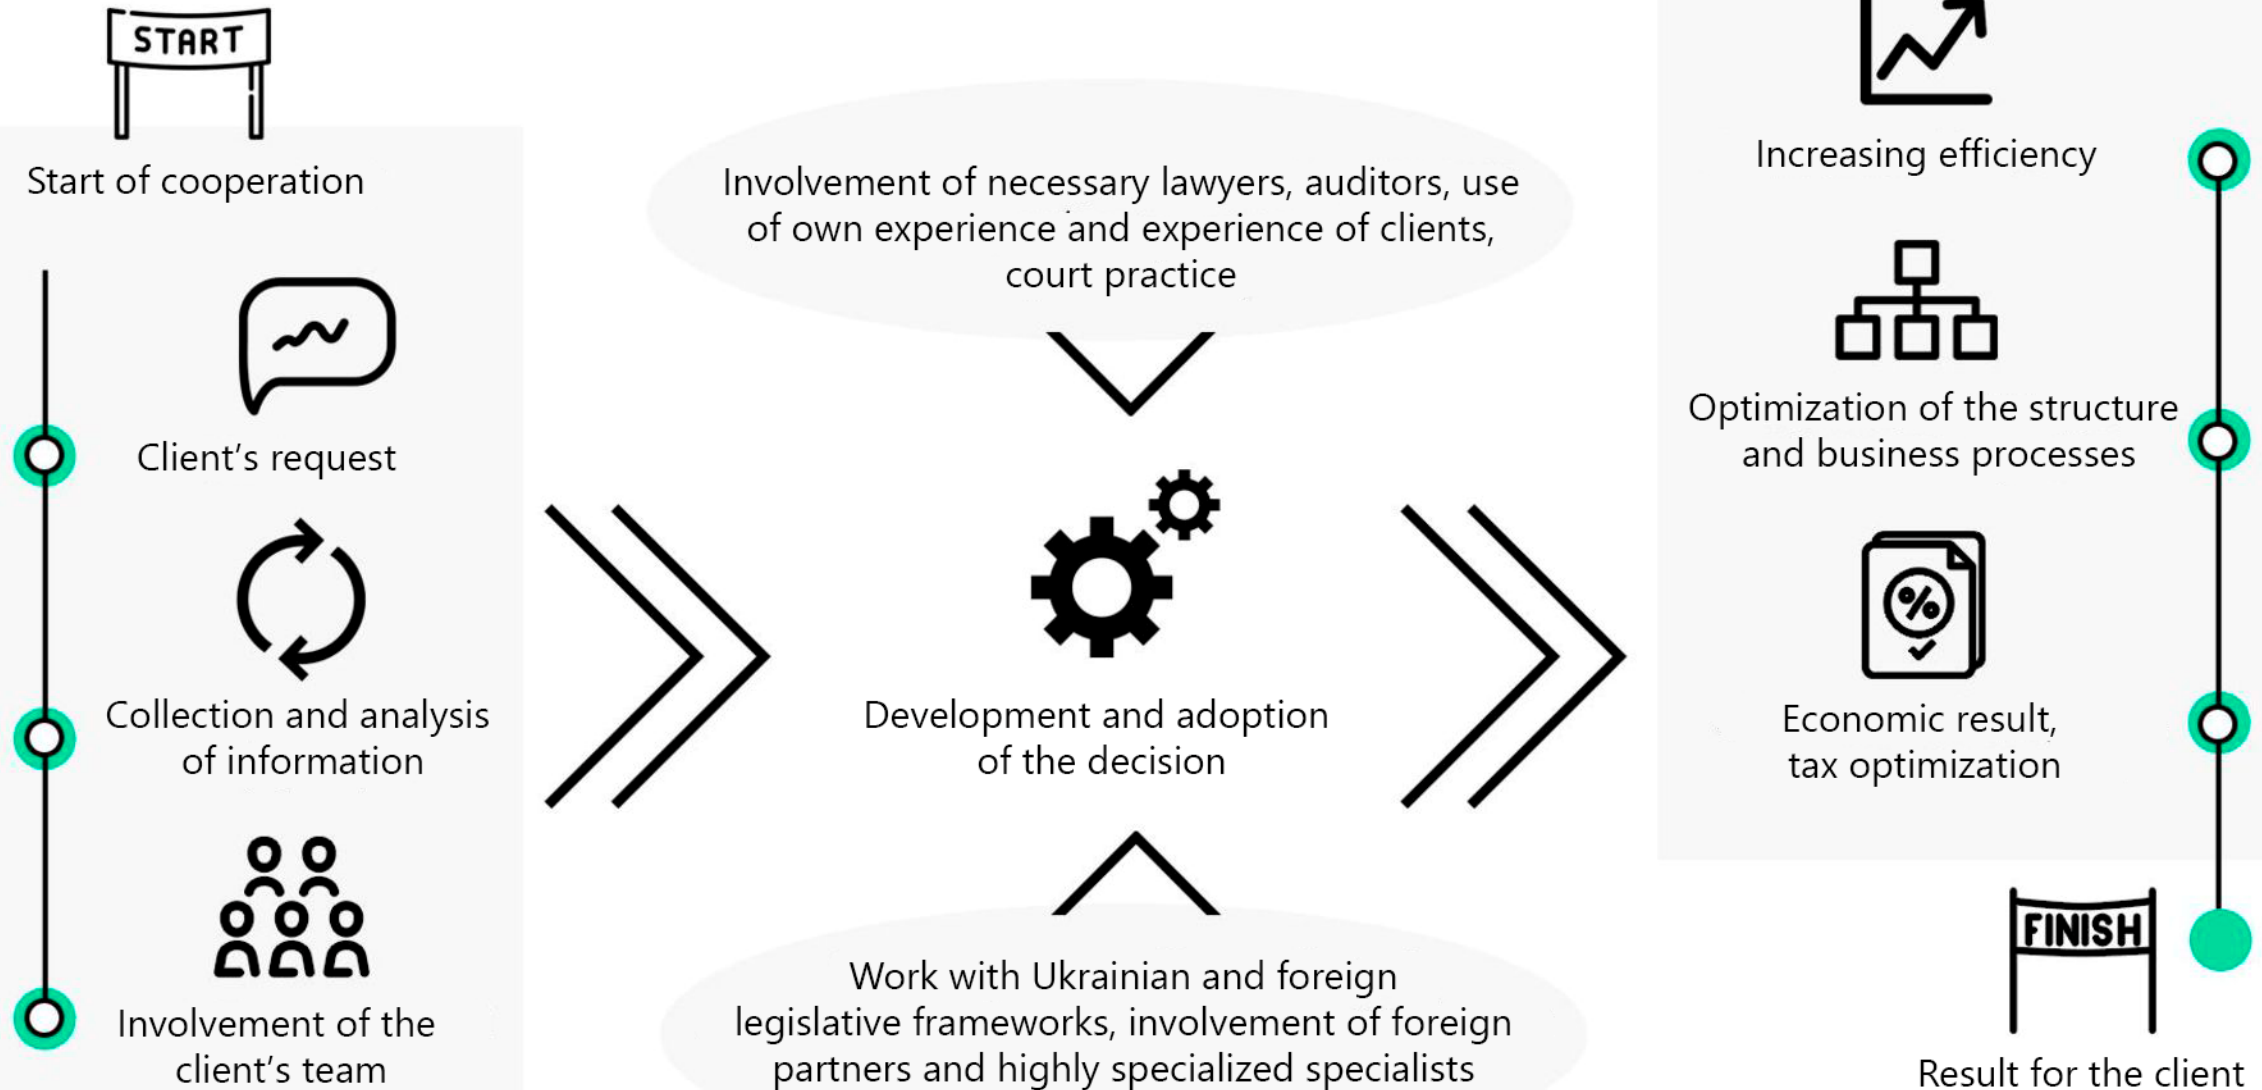 START
Start of cooperation
Client’s request
Collection and analysis
of information
Involvement of the
client’s team
Involvement of necessary lawyers, auditors, use
of own experience and experience of clients,
court practice
Development and adoption
of the decision
Work with Ukrainian and foreign
legislative frameworks, involvement of foreign
partners and highly specialized specialists
Increasing efficiency
Optimization of the structure
and business processes
%
Economic result,
tax optimization
FINISH
Result for the client